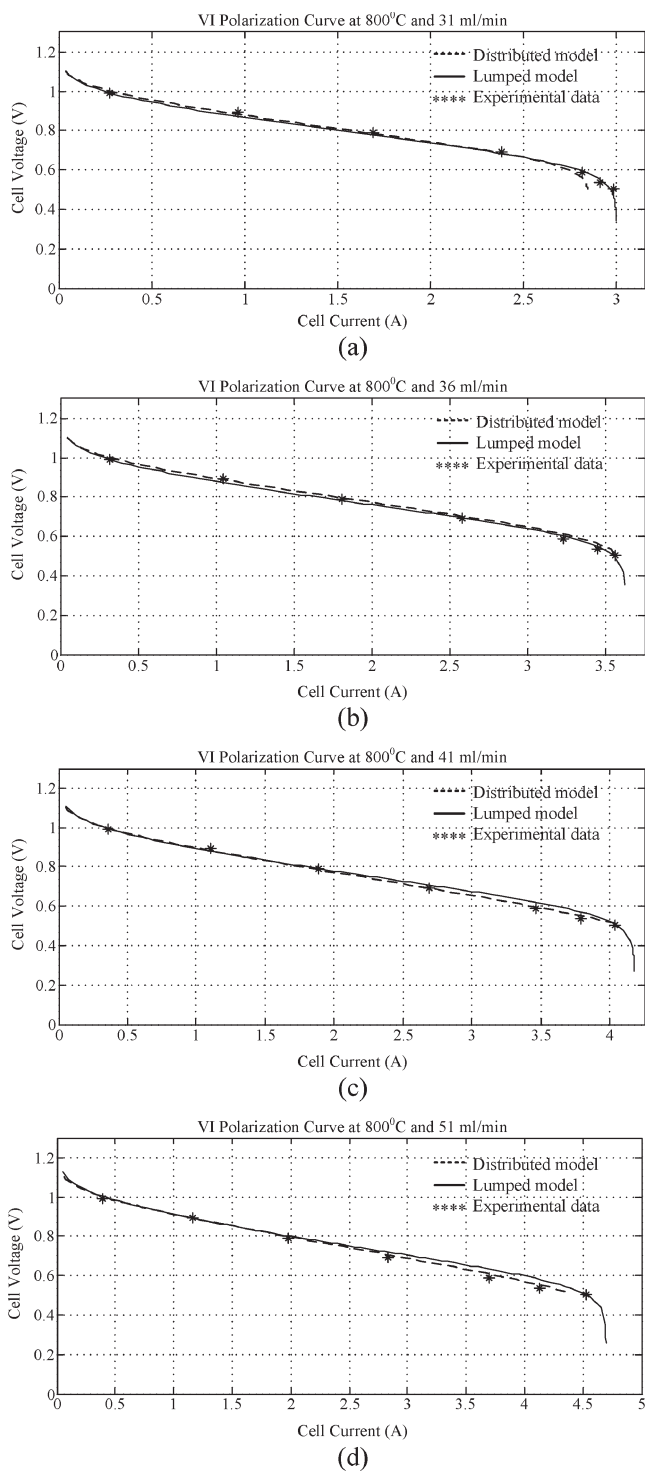 VI Polarization Curve at 800⁰C and 31 ml/min
Distributed model
Lumped model
**** Experimental data
Cell Voltage (V)
1.2
1
0.8
0.6
0.4
0.2
0
0 0.5 1 1.5 2 2.5 3
Cell Current (A)
(a)
VI Polarization Curve at 800⁰C and 36 ml/min
Distributed model
Lumped model
**** Experimental data
Cell Voltage (V)
1.2
1
0.8
0.6
0.4
0.2
0
0 0.5 1 1.5 2 2.5 3 3.5
Cell Current (A)
(b)
VI Polarization Curve at 800⁰C and 41 ml/min
Distributed model
Lumped model
**** Experimental data
Cell Voltage (V)
1.2
1
0.8
0.6
0.4
0.2
0
0 0.5 1 1.5 2 2.5 3 3.5 4
Cell Current (A)
(c)
VI Polarization Curve at 800⁰C and 51 ml/min
Distributed model
Lumped model
**** Experimental data
Cell Voltage (V)
1.2
1
0.8
0.6
0.4
0.2
0
0 0.5 1 1.5 2 2.5 3 3.5 4 4.5 5
Cell Current (A)
(d)